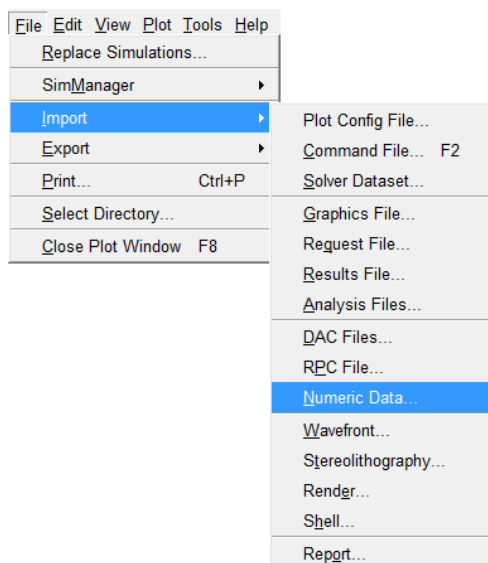 File Edit View Plot Tools Help
Replace Simulations...
SimManager
Import
Export
Print... Ctrl+P
Select Directory...
Close Plot Window F8
Plot Config File...
Command File... F2
Solver Dataset...
Graphics File...
Request File...
Results File...
Analysis Files...
DAC Files...
RPC File...
Numeric Data...
Wavefront...
Stereolithography...
Render...
Shell...
Report...